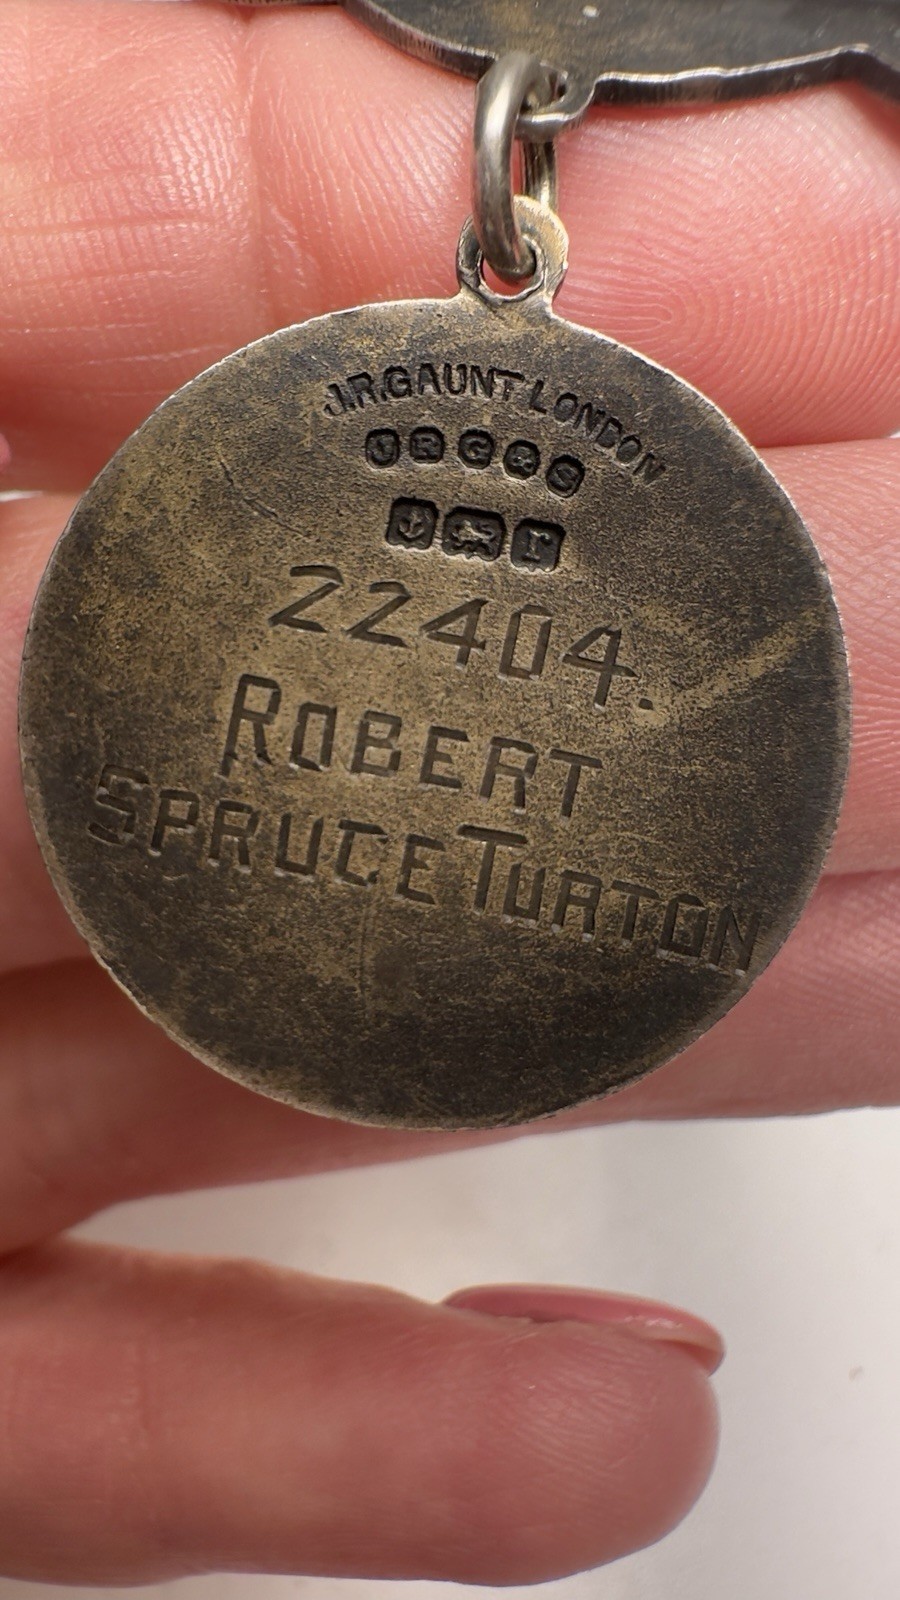 J.R.GAUNT LONDON
JRG&S
22404.
ROBERT
SPRUCE TURTON